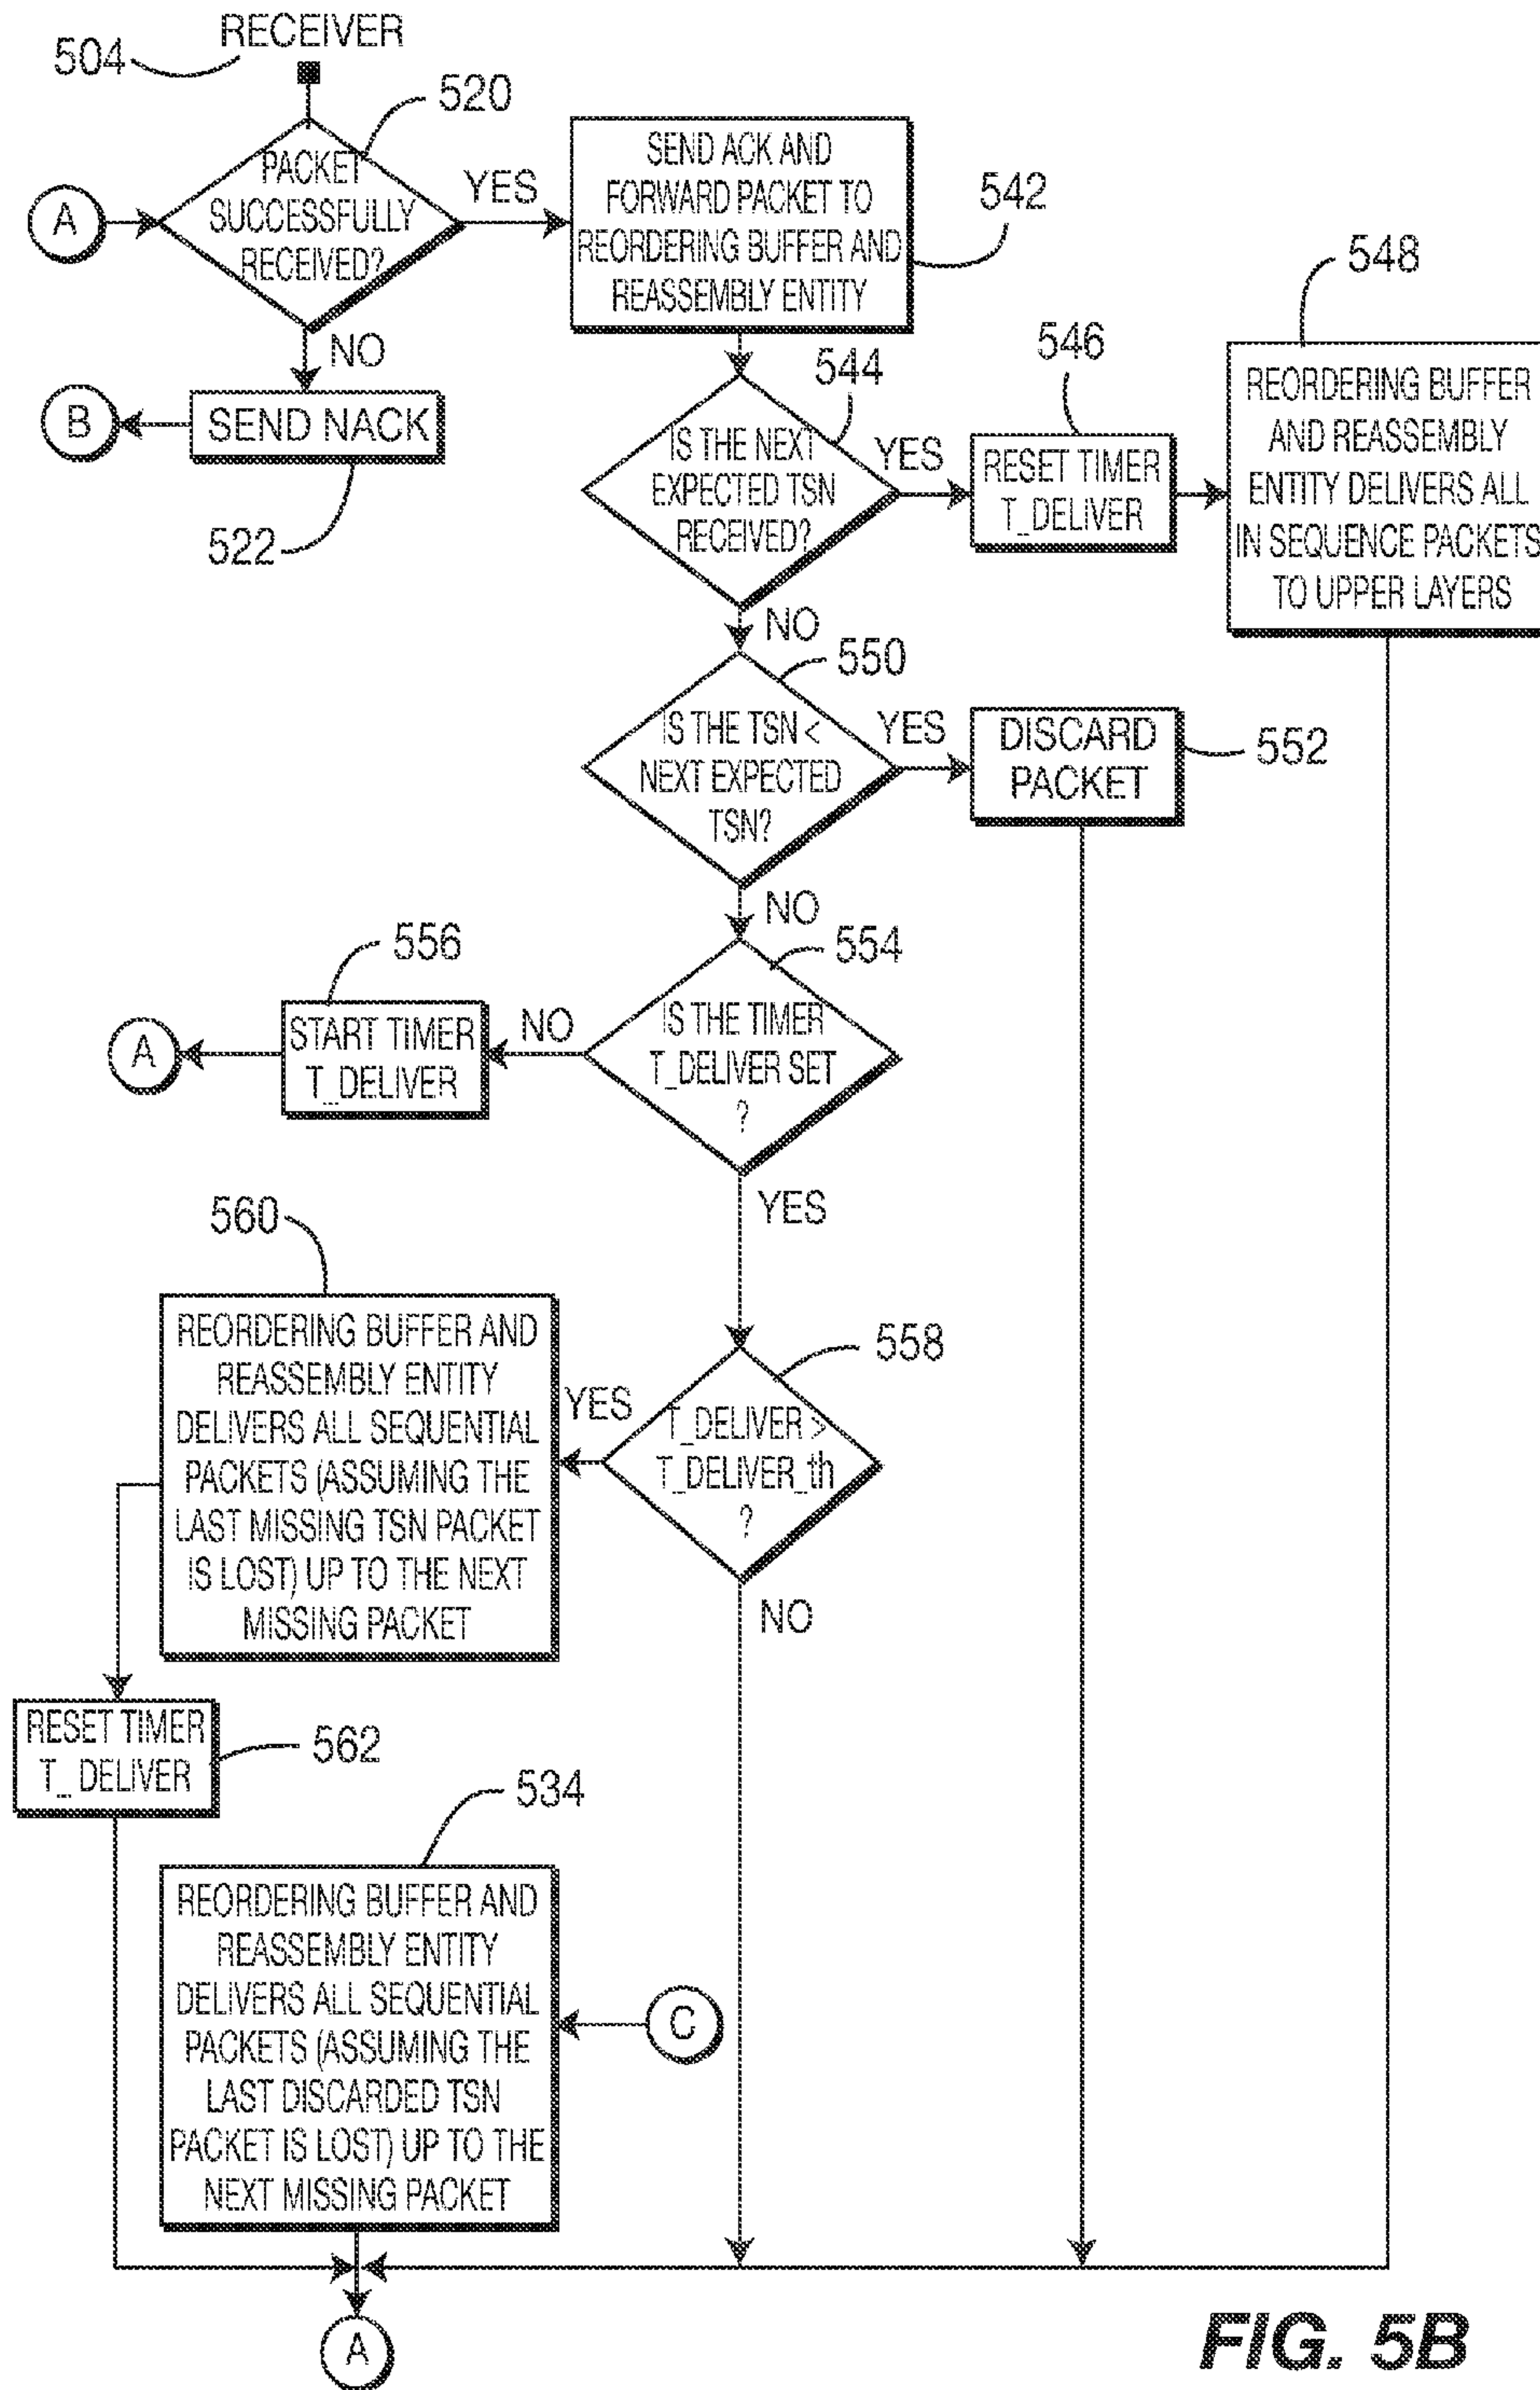 RECEIVER
504
520
PACKET
SUCCESSFULLY
RECEIVED?
A
YES
SEND ACK AND
FORWARD PACKET TO
REORDERING BUFFER AND
REASSEMBLY ENTITY
542
NO
B
SEND NACK
522
544
IS THE NEXT
EXPECTED TSN
RECEIVED?
YES
546
RESET TIMER
T_DELIVER
548
REORDERING BUFFER
AND REASSEMBLY
ENTITY DELIVERS ALL
IN SEQUENCE PACKETS
TO UPPER LAYERS
NO
550
IS THE TSN <
NEXT EXPECTED
TSN?
YES
DISCARD
PACKET
552
NO
554
IS THE TIMER
T_DELIVER SET
?
NO
556
START TIMER
T_DELIVER
A
YES
558
T_DELIVER >
T_DELIVER_th
?
YES
560
REORDERING BUFFER AND
REASSEMBLY ENTITY
DELIVERS ALL SEQUENTIAL
PACKETS (ASSUMING THE
LAST MISSING TSN PACKET
IS LOST) UP TO THE NEXT
MISSING PACKET
NO
RESET TIMER
T_ DELIVER
562
534
REORDERING BUFFER AND
REASSEMBLY ENTITY
DELIVERS ALL SEQUENTIAL
PACKETS (ASSUMING THE
LAST DISCARDED TSN
PACKET IS LOST) UP TO THE
NEXT MISSING PACKET
C
A
FIG. 5B